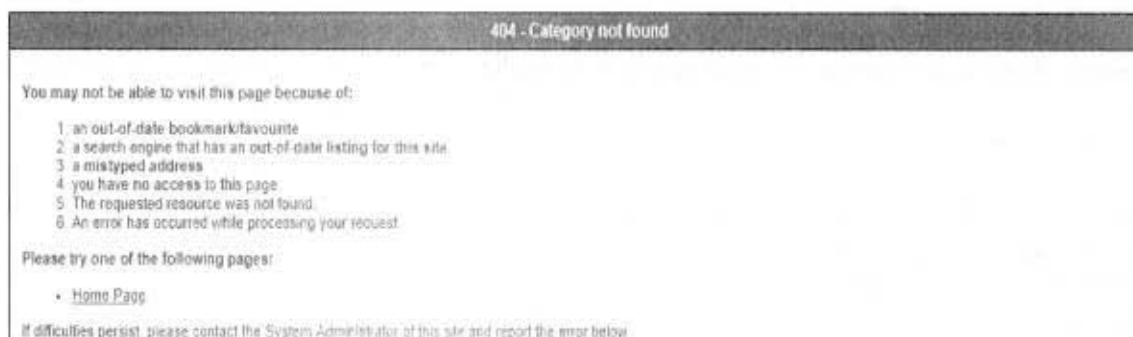 404 - Category not found
You may not be able to visit this page because of:
1. an out-of-date bookmark/favourite
2. a search engine that has an out-of-date listing for this site
3. a mistyped address
4. you have no access to this page
5. The requested resource was not found.
6. An error has occurred while processing your request.
Please try one of the following pages:
• Home Page
If difficulties persist, please contact the System Administrator of this site and report the error below.